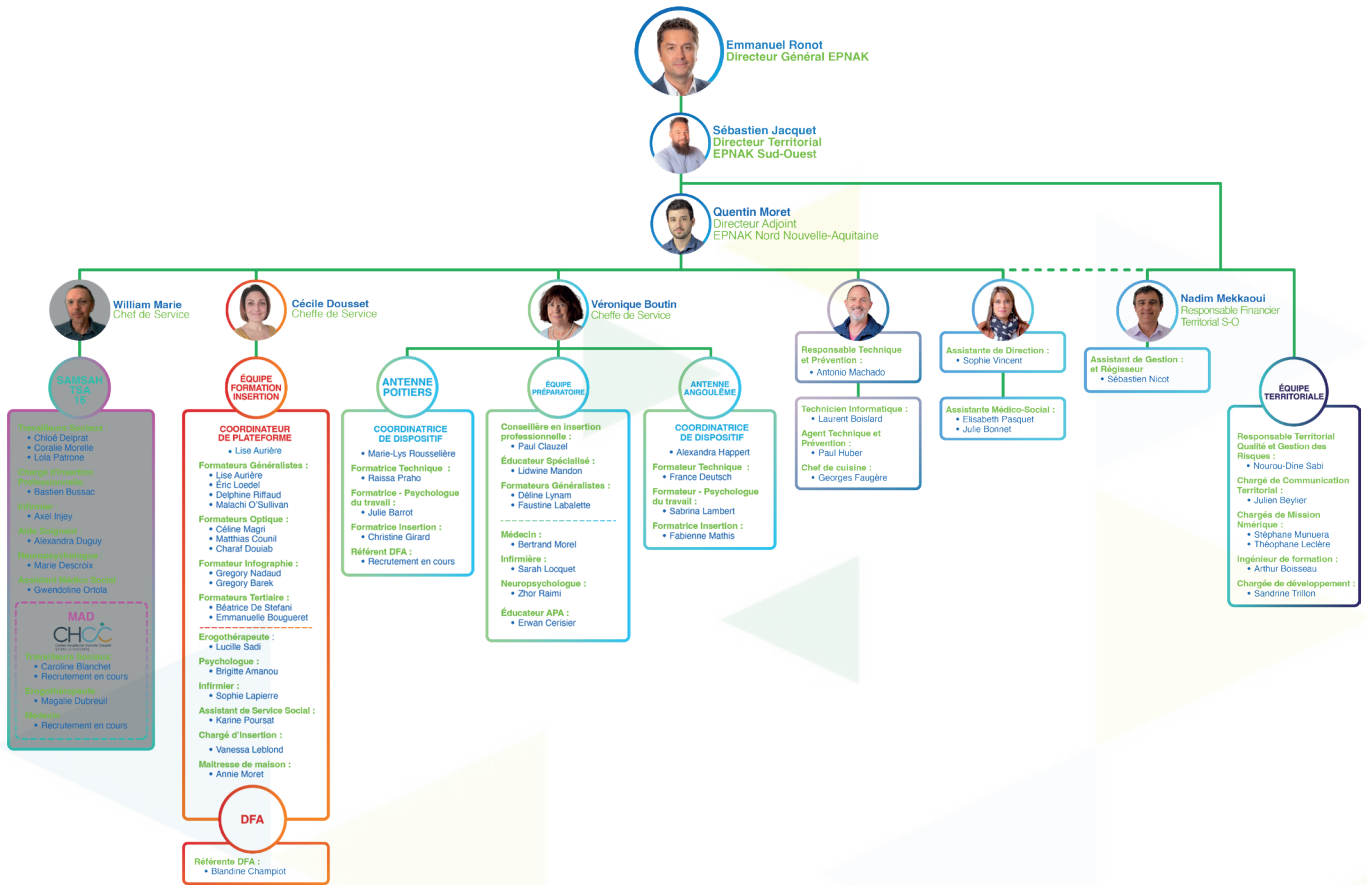 Emmanuel Ronot
Directeur Général EPNAK
Sébastien Jacquet
Directeur Territorial
EPNAK Sud-Ouest
Quentin Moret
Directeur Adjoint
EPNAK Nord Nouvelle-Aquitaine
William Marie
Chef de Service
SAMSAH
TSA
16
• Chloé Delprat
• Coralie Morelle
• Lola Patrone
• Bastien Bussac
• Axel Injey
• Alexandra Duguy
• Marie Descroix
• Gwendoline Ortola
MAD
CHCC
• Caroline Blanchet
• Recrutement en cours
• Magalie Dubreuil
• Recrutement en cours
Cécile Dousset
Cheffe de Service
ÉQUIPE
FORMATION
INSERTION
COORDINATEUR
DE PLATEFORME
• Lise Aurière
Formateurs Généralistes :
• Lise Aurière
• Éric Loedel
• Delphine Riffaud
• Malachi O'Sullivan
Formateurs Optique :
• Céline Magri
• Matthias Counil
• Charaf Douiab
Formateur Infographie :
• Gregory Nadaud
• Gregory Barek
Formateurs Tertiaire :
• Béatrice De Stefani
• Emmanuelle Bougueret
Erogothérapeute :
• Lucille Sadi
Psychologue :
• Brigitte Amanou
Infirmier :
• Sophie Lapierre
Assistant de Service Social :
• Karine Poursat
Chargé d'Insertion :
• Vanessa Leblond
Maitresse de maison :
• Annie Moret
DFA
Référente DFA :
• Blandine Champiot
Véronique Boutin
Cheffe de Service
ANTENNE
POITIERS
COORDINATRICE
DE DISPOSITIF
• Marie-Lys Rousselière
Formatrice Technique :
• Raissa Praho
Formatrice - Psychologue
du travail :
• Julie Barrot
Formatrice Insertion :
• Christine Girard
Référent DFA :
• Recrutement en cours
ÉQUIPE
PRÉPARATOIRE
Conseillère en insertion
professionnelle :
• Paul Clauzel
Éducateur Spécialisé :
• Lidwine Mandon
Formateurs Généralistes :
• Déline Lynam
• Faustine Labalette
Médecin :
• Bertrand Morel
Infirmière :
• Sarah Locquet
Neuropsychologue :
• Zhor Raimi
Éducateur APA :
• Erwan Cerisier
ANTENNE
ANGOULÊME
COORDINATRICE
DE DISPOSITIF
• Alexandra Happert
Formateur Technique :
• France Deutsch
Formateur - Psychologue
du travail :
• Sabrina Lambert
Formatrice Insertion :
• Fabienne Mathis
Responsable Technique
et Prévention :
• Antonio Machado
Technicien Informatique :
• Laurent Boislard
Agent Technique et
Prévention :
• Paul Huber
Chef de cuisine :
• Georges Faugère
Assistante de Direction :
• Sophie Vincent
Assistante Médico-Social :
• Elisabeth Pasquet
• Julie Bonnet
Nadim Mekkaoui
Responsable Financier
Territorial S-O
Assistant de Gestion :
et Régisseur
• Sébastien Nicot
ÉQUIPE
TERRITORIALE
Responsable Territorial
Qualité et Gestion des
Risques :
• Nourou-Dine Sabi
Chargé de Communication
Territorial :
• Julien Beylier
Chargés de Mission
Nmérique :
• Stéphane Munuera
• Théophane Leclère
Ingénieur de formation :
• Arthur Boisseau
Chargée de développement :
• Sandrine Trillon